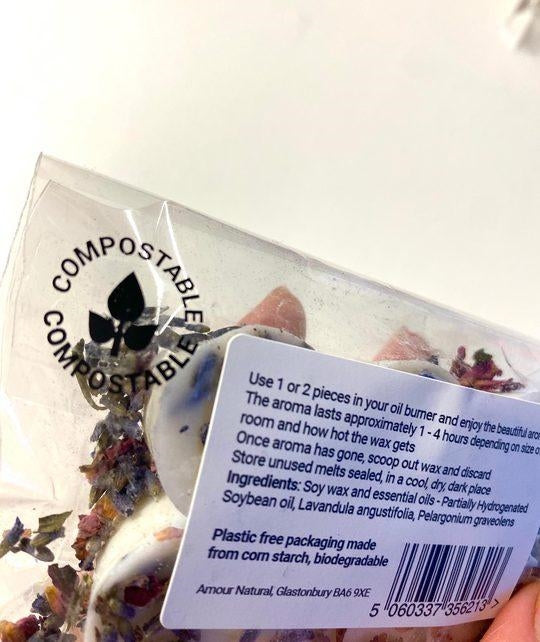 COMPOSTABLE
COMPOSTABLE
Use 1 or 2 pieces in your oil burner and enjoy the beautiful
The aroma lasts approximately 1 - 4 hours depending on size
room and how hot the wax gets
Once aroma has gone, scoop out wax and discard
Store unused melts sealed, in a cool, dry, dark place
Ingredients: Soy wax and essential oils - Partially Hydrogenated
Soybean oil, Lavandula angustifolia, Pelargonium graveolens
Plastic free packaging made
from corn starch, biodegradable
Amour Natural, Glastonbury BA6 9XE
5 060337 356213 >